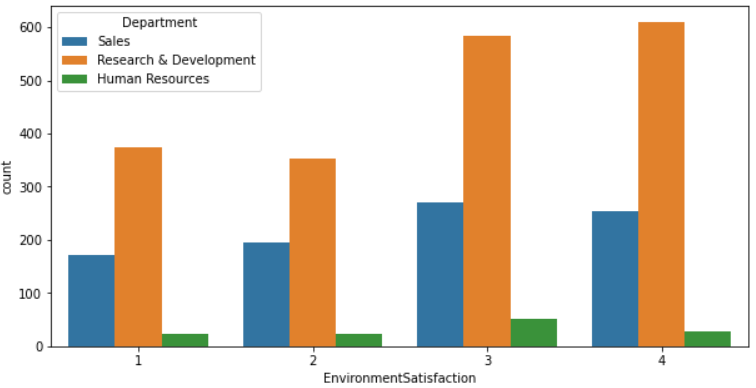 Department
Sales
Research & Development
Human Resources
600
500
400
300
200
100
0
count
1 2 3 4
EnvironmentSatisfaction